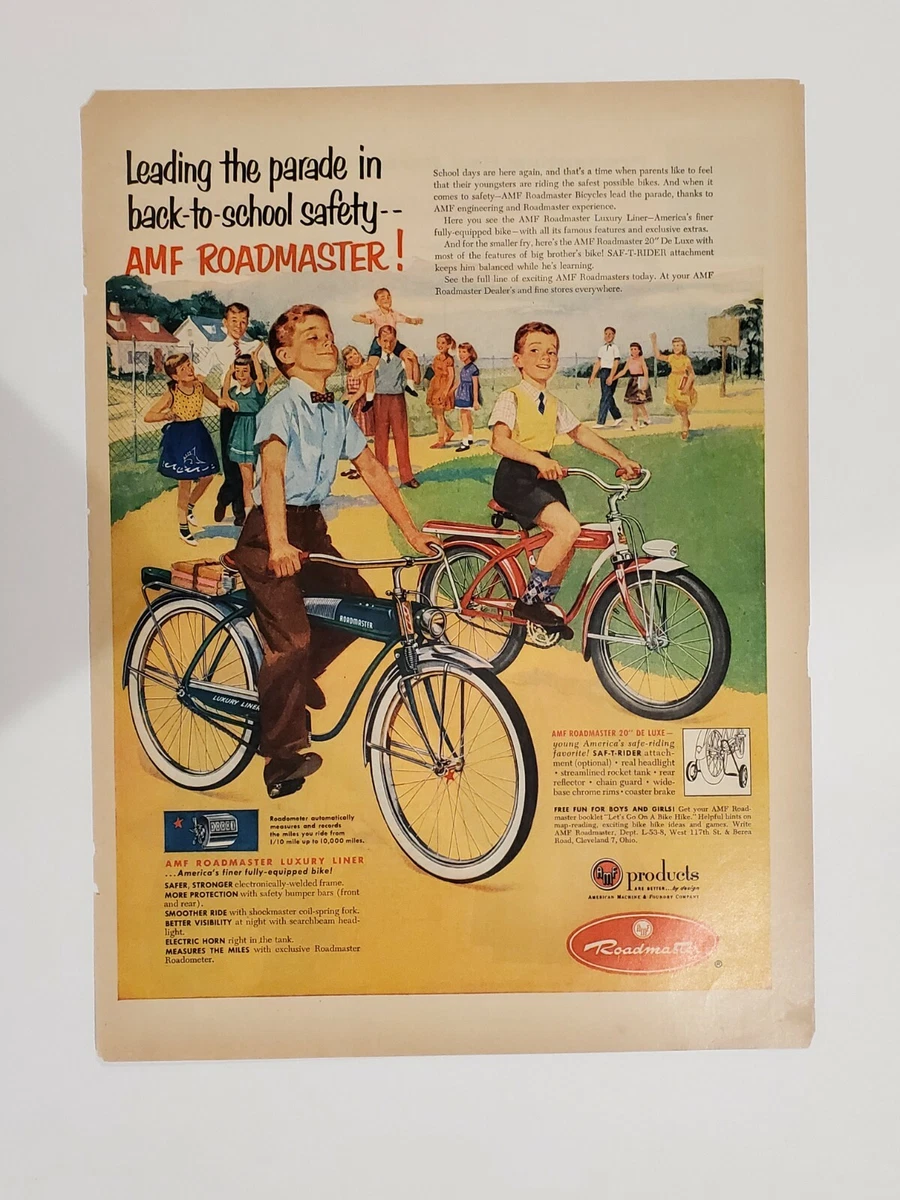 Leading the parade in
back-to-school safety--
AMF ROADMASTER!
School days are here again, and that's a time when parents like to feel
that their youngsters are riding the safest possible bikes. And when it
comes to safety—AMF Roadmaster Bicycles lead the parade, thanks to
AMF engineering and Roadmaster experience.
Here you see the AMF Roadmaster Luxury Liner—America's finer
fully-equipped bike—with all its famous features and exclusive extras.
And for the smaller fry, here's the AMF Roadmaster 20" De Luxe with
most of the features of big brother's bike! SAF-T-RIDER attachment
keeps him balanced while he's learning.
See the full line of exciting AMF Roadmasters today. At your AMF
Roadmaster Dealer's and fine stores everywhere.
ROADMASTER
LUXURY LINER
Roadometer automatically
measures and records
the miles you ride from
1/10 mile up to 10,000 miles.
AMF ROADMASTER LUXURY LINER
...America's finer fully-equipped bike!
SAFER, STRONGER electronically-welded frame.
MORE PROTECTION with safety bumper bars (front
and rear).
SMOOTHER RIDE with shockmaster coil-spring fork.
BETTER VISIBILITY at night with searchbeam head-
light.
ELECTRIC HORN right in the tank.
MEASURES THE MILES with exclusive Roadmaster
Roadometer.
AMF ROADMASTER 20" DE LUXE—
young America's safe-riding
favorite! SAF-T-RIDER attach-
ment (optional) • real headlight
• streamlined rocket tank • rear
reflector • chain guard • wide-
base chrome rims • coaster brake
FREE FUN FOR BOYS AND GIRLS! Get your AMF Road-
master booklet "Let's Go On A Bike Hike." Helpful hints on
map-reading, exciting bike hike ideas and games. Write
AMF Roadmaster, Dept. L-53-8, West 117th St. & Berea
Road, Cleveland 7, Ohio.
AMF products
ARE BETTER...by design
AMERICAN MACHINE & FOUNDRY COMPANY
AMF
Roadmaster
®